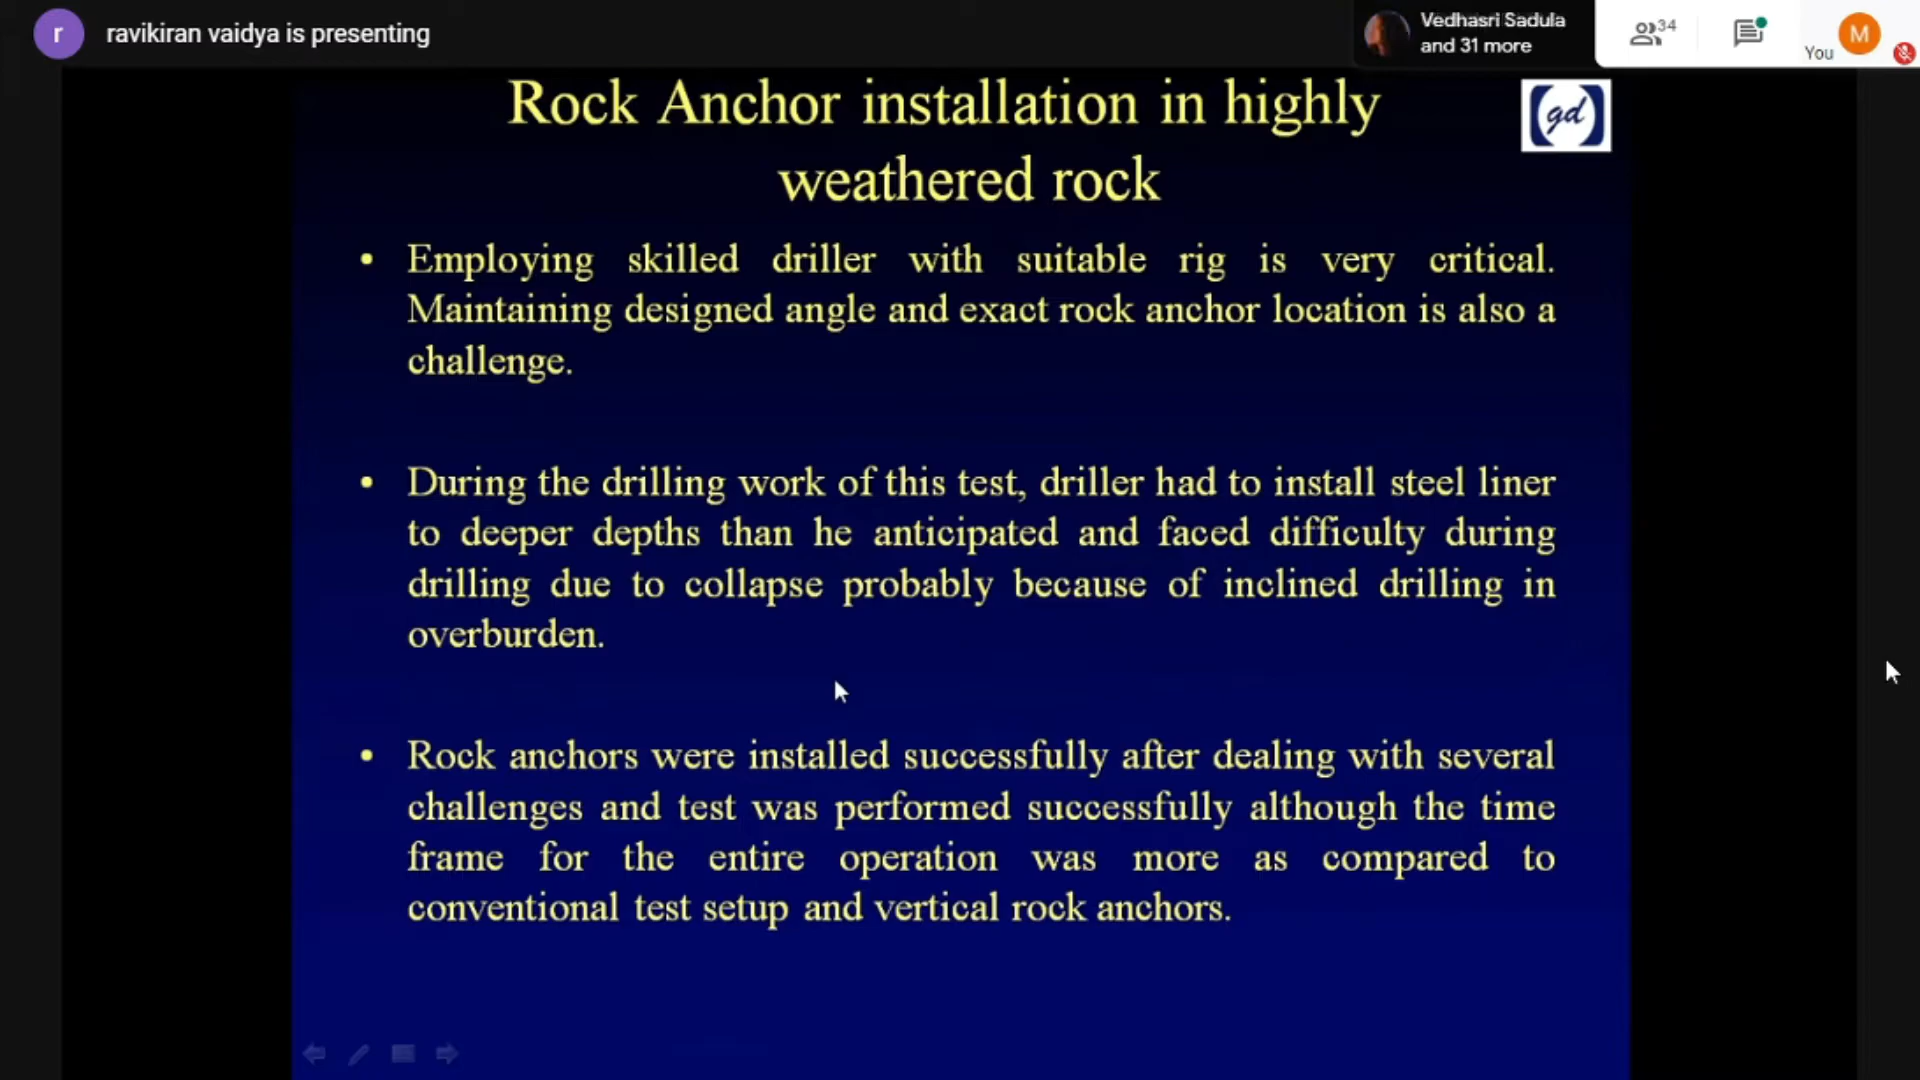 r
ravikiran vaidya is presenting
Vedhasri Sadula
and 31 more
34
You
M
Rock Anchor installation in highly
weathered rock
gd
• Employing skilled driller with suitable rig is very critical.
Maintaining designed angle and exact rock anchor location is also a
challenge.
• During the drilling work of this test, driller had to install steel liner
to deeper depths than he anticipated and faced difficulty during
drilling due to collapse probably because of inclined drilling in
overburden.
• Rock anchors were installed successfully after dealing with several
challenges and test was performed successfully although the time
frame for the entire operation was more as compared to
conventional test setup and vertical rock anchors.